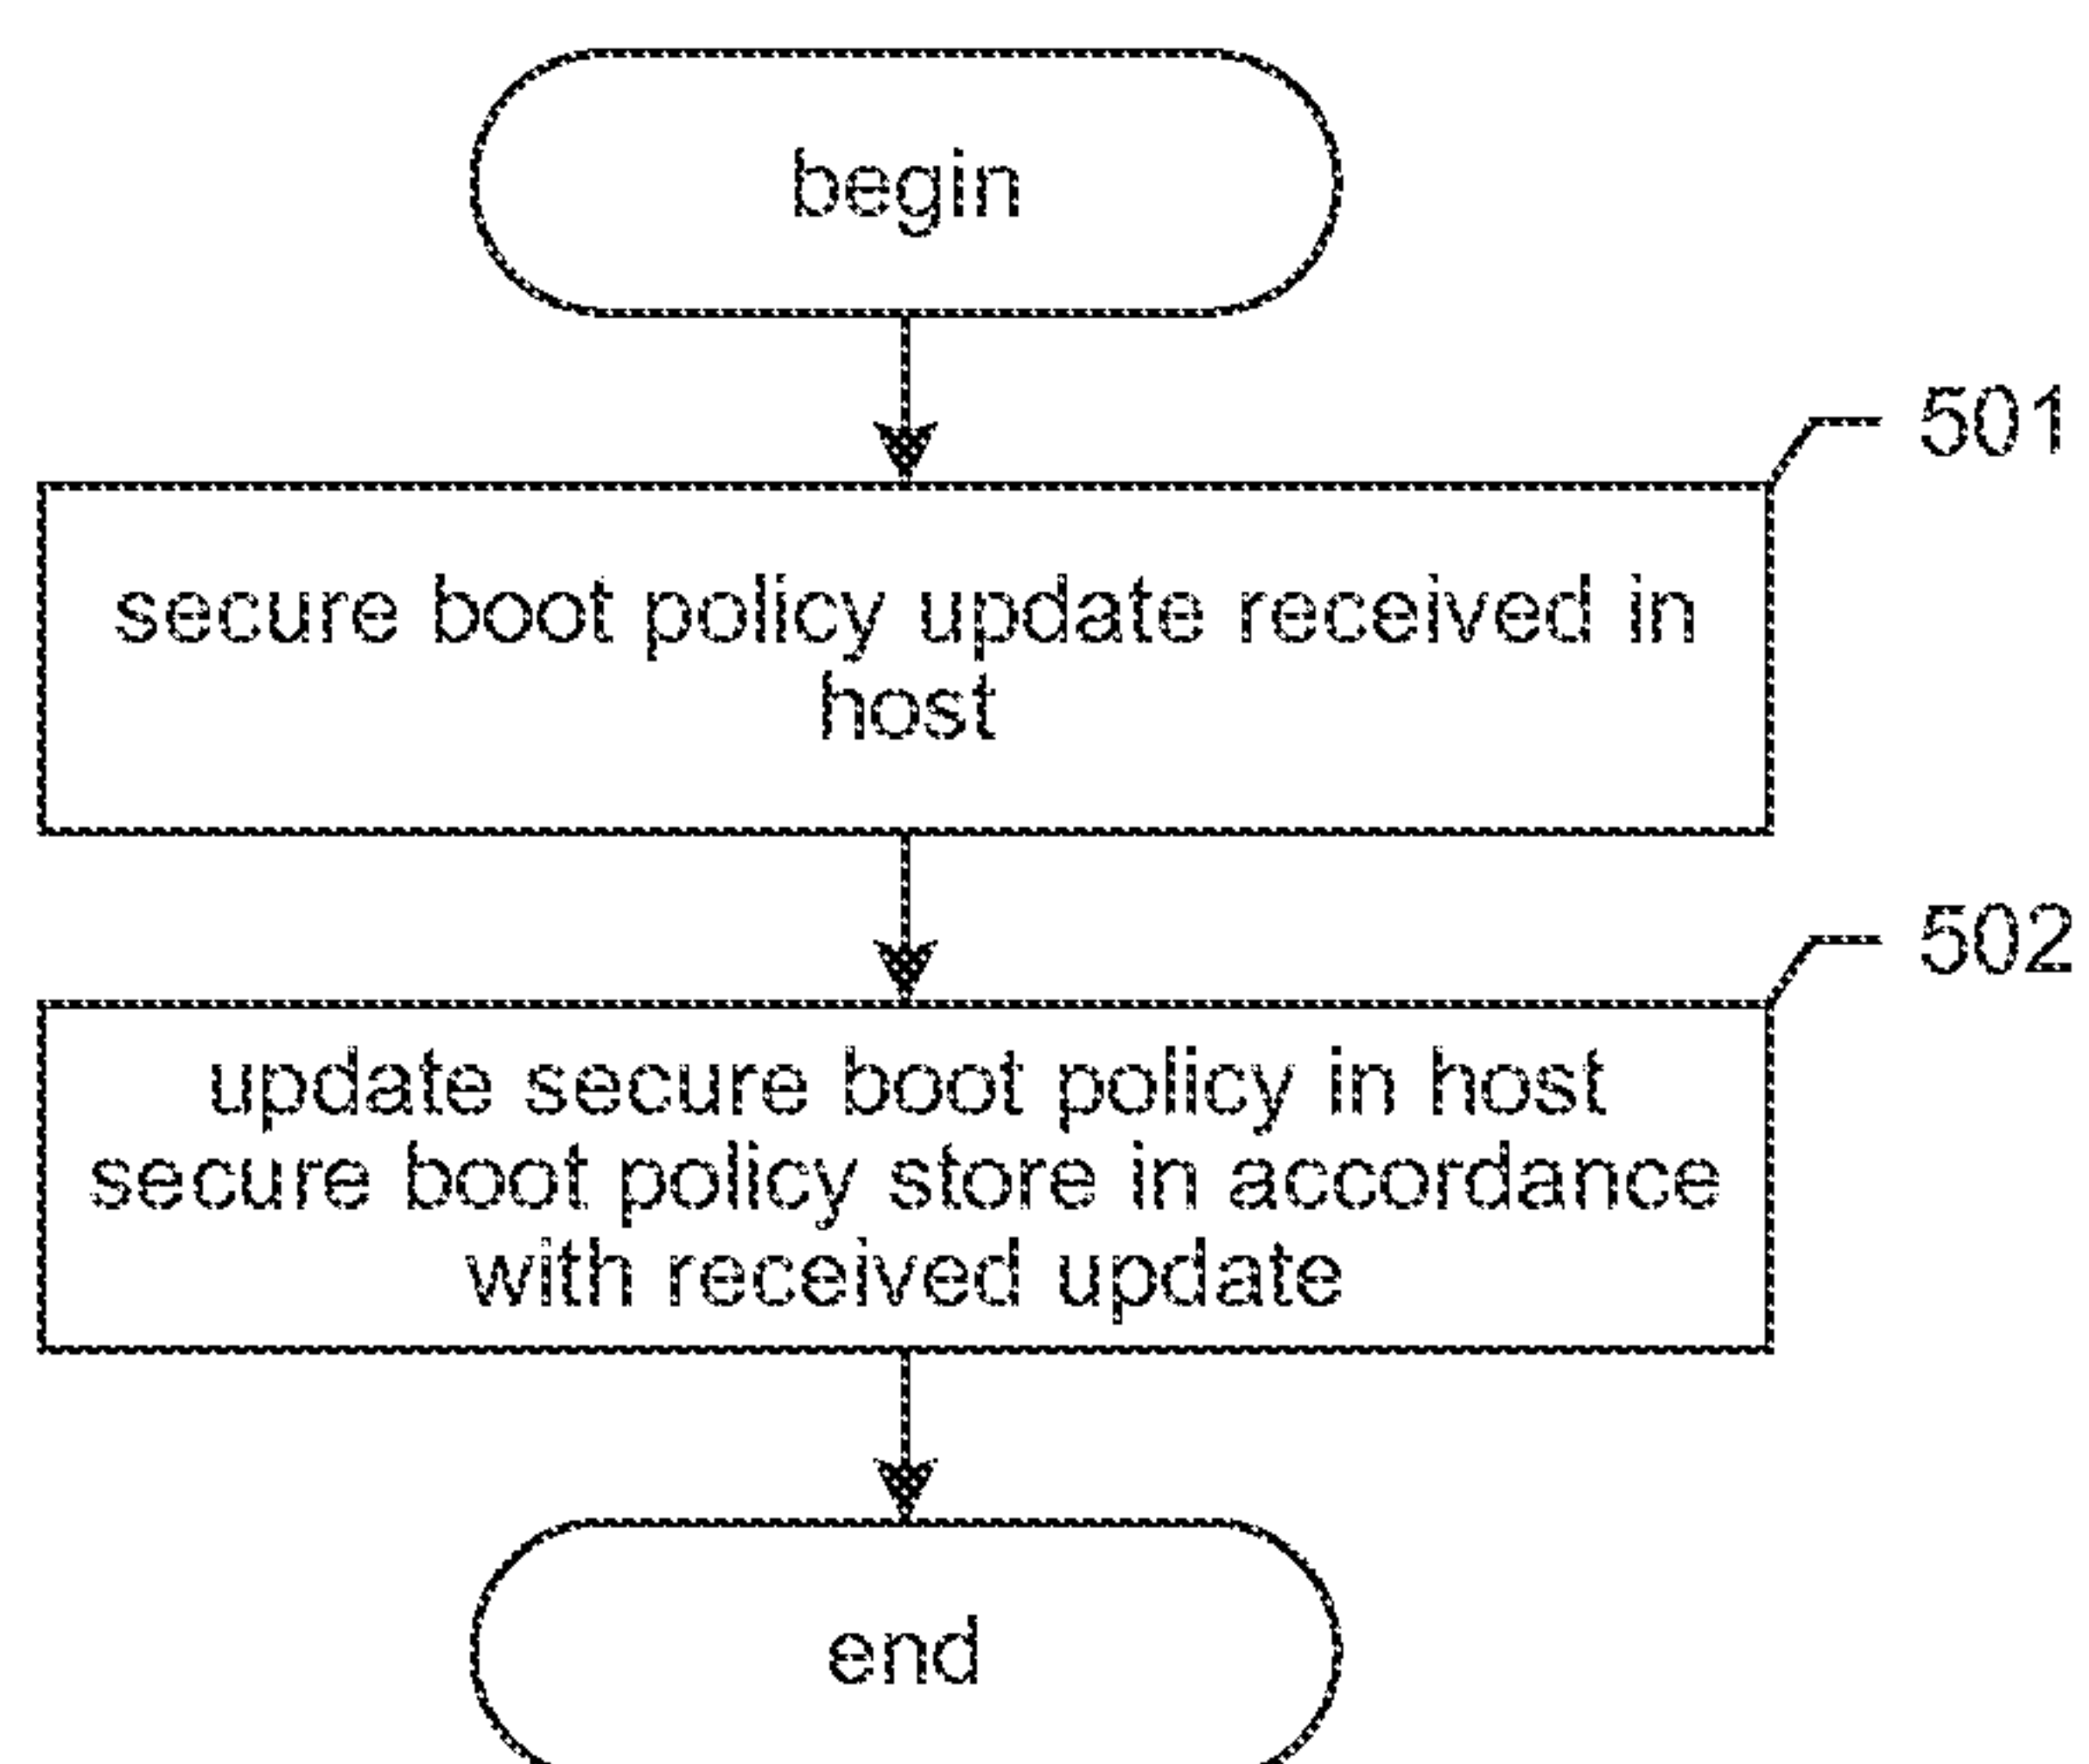 begin
501
secure boot policy update received in
host
502
update secure boot policy in host
secure boot policy store in accordance
with received update
end